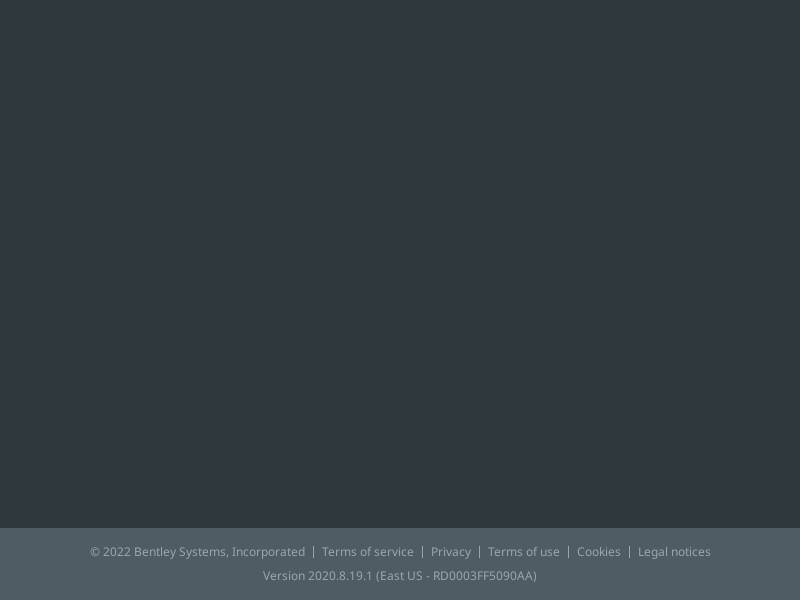 © 2022 Bentley Systems, Incorporated | Terms of service | Privacy | Terms of use | Cookies | Legal notices
Version 2020.8.19.1 (East US - RD0003FF5090AA)